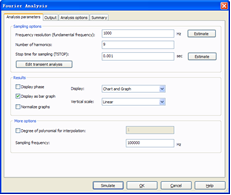 Fourier Analysis
Analysis parameters Output Analysis options Summary
Sampling options
Frequency resolution (fundamental frequency): 1000 Hz Estimate
Number of harmonics: 9
Stop time for sampling (TSTOP): 0.001 sec Estimate
Edit transient analysis
Results
Display phase Display: Chart and Graph
Display as bar graph Vertical scale: Linear
Normalize graphs
More options
Degree of polynomial for interpolation:
Sampling frequency: 100000 Hz
Simulate OK Cancel Help